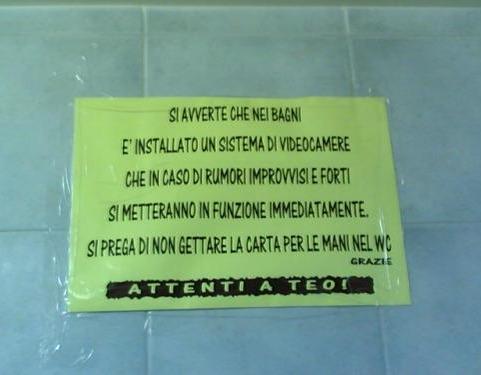 SI AVVERTE CHE NEI BAGNI
E' INSTALLATO UN SISTEMA DI VIDEOCAMERE
CHE IN CASO DI RUMORI IMPROVVISI E FORTI
SI METTERANNO IN FUNZIONE IMMEDIATAMENTE.
SI PREGA DI NON GETTARE LA CARTA PER LE MANI NEL WC
GRAZIE
ATTENTI A TEO!